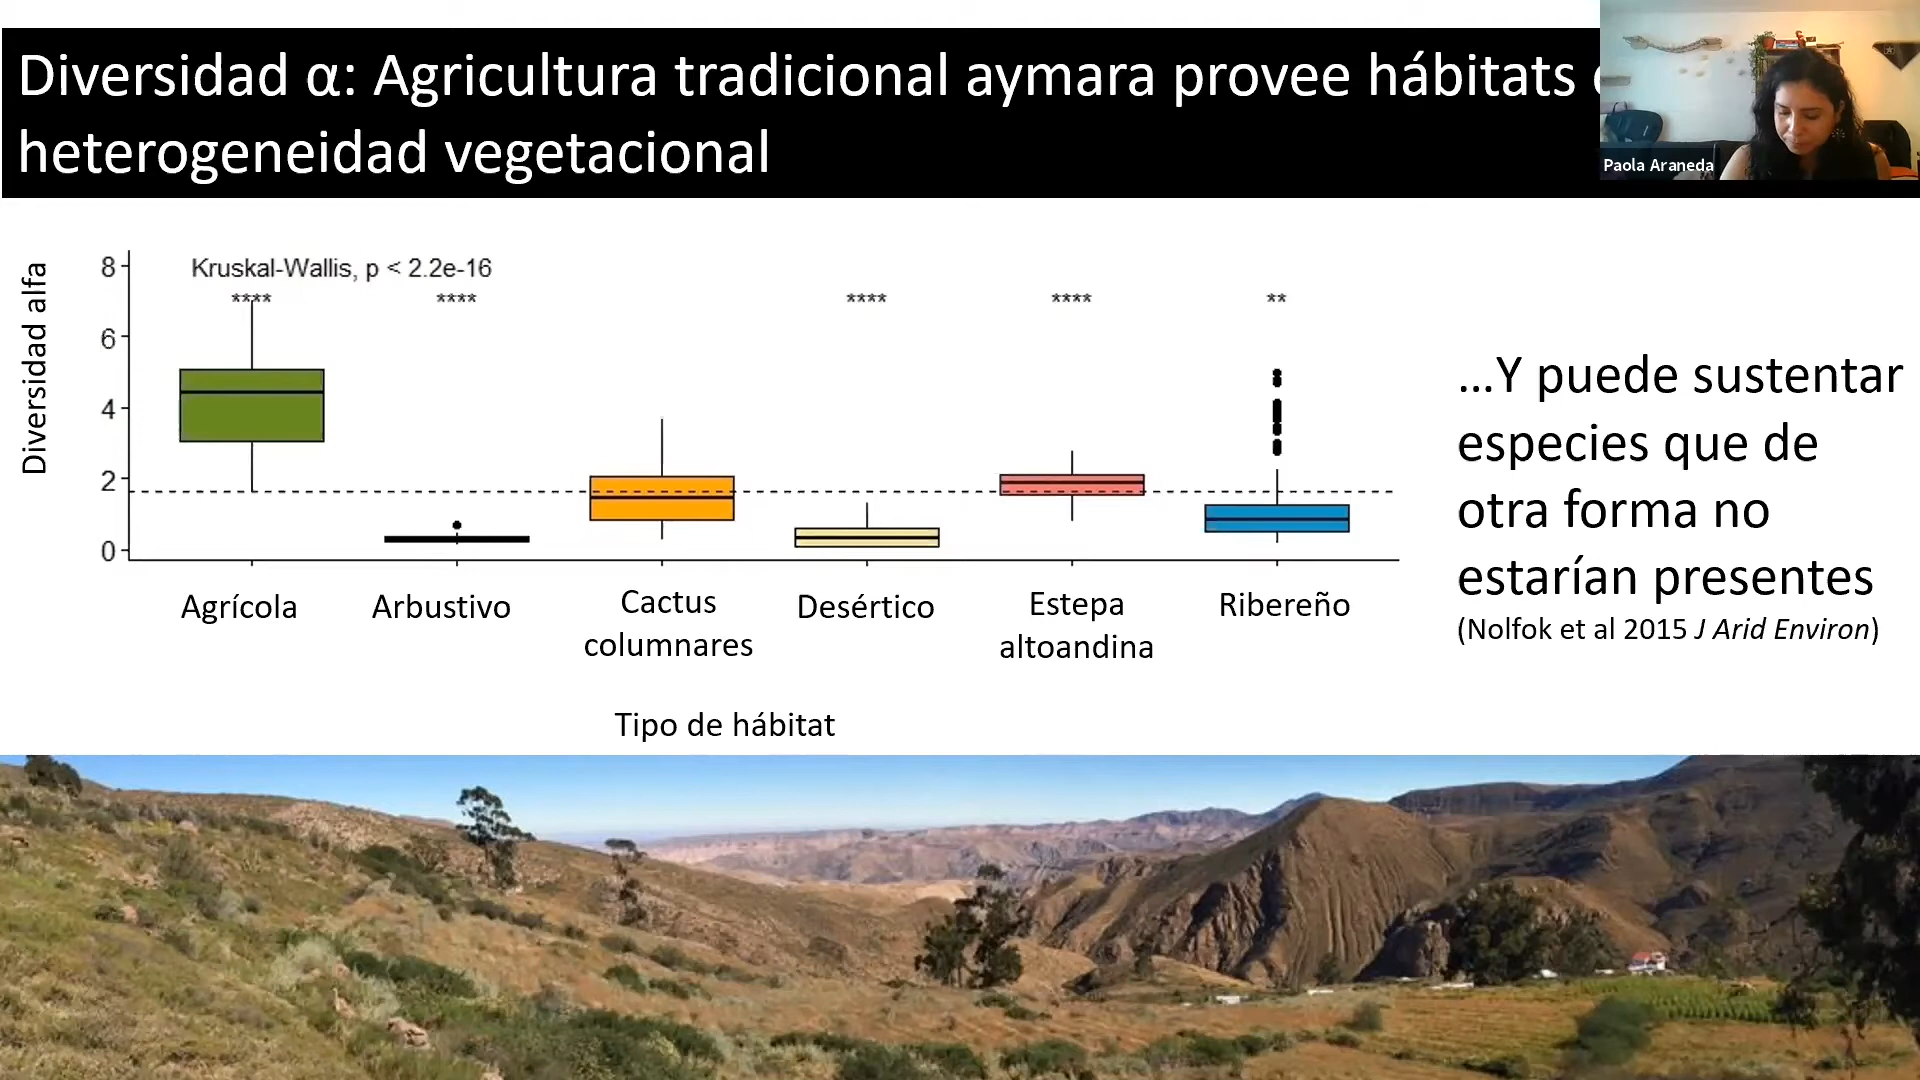 Diversidad α: Agricultura tradicional aymara provee hábitats
heterogeneidad vegetacional
Paola Araneda
Diversidad alfa
8
6
4
2
0
Kruskal-Wallis, p < 2.2e-16
**** **** **** **** **
Agrícola
Arbustivo
Cactus
columnares
Desértico
Estepa
altoandina
Ribereño
Tipo de hábitat
...Y puede sustentar
especies que de
otra forma no
estarían presentes
(Nolfok et al 2015 J Arid Environ)